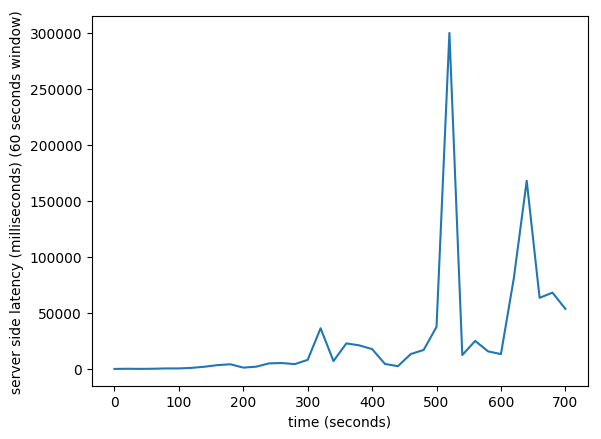 server side latency (milliseconds) (60 seconds window)
300000
250000
200000
150000
100000
50000
0
0 100 200 300 400 500 600 700
time (seconds)